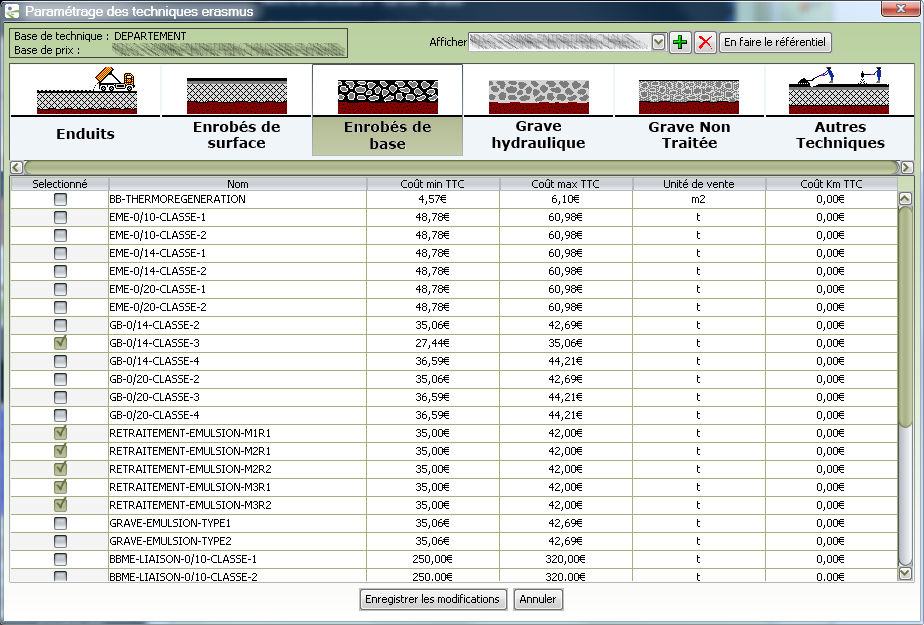 Paramétrage des techniques erasmus
Base de technique : DEPARTEMENT
Base de prix :
Afficher
En faire le référentiel
Enduits
Enrobés de surface
Enrobés de base
Grave hydraulique
Grave Non Traitée
Autres Techniques
Selectionné Nom Coût min TTC Coût max TTC Unité de vente Coût Km TTC
BB-THERMOREGENERATION 4,57€ 6,10€ m2 0,00€
EME-0/10-CLASSE-1 48,78€ 60,98€ t 0,00€
EME-0/10-CLASSE-2 48,78€ 60,98€ t 0,00€
EME-0/14-CLASSE-1 48,78€ 60,98€ t 0,00€
EME-0/14-CLASSE-2 48,78€ 60,98€ t 0,00€
EME-0/20-CLASSE-1 48,78€ 60,98€ t 0,00€
EME-0/20-CLASSE-2 48,78€ 60,98€ t 0,00€
GB-0/14-CLASSE-2 35,06€ 42,69€ t 0,00€
GB-0/14-CLASSE-3 27,44€ 35,06€ t 0,00€
GB-0/14-CLASSE-4 36,59€ 44,21€ t 0,00€
GB-0/20-CLASSE-2 35,06€ 42,69€ t 0,00€
GB-0/20-CLASSE-3 36,59€ 44,21€ t 0,00€
GB-0/20-CLASSE-4 36,59€ 44,21€ t 0,00€
RETRAITEMENT-EMULSION-M1R1 35,00€ 42,00€ t 0,00€
RETRAITEMENT-EMULSION-M2R1 35,00€ 42,00€ t 0,00€
RETRAITEMENT-EMULSION-M2R2 35,00€ 42,00€ t 0,00€
RETRAITEMENT-EMULSION-M3R1 35,00€ 42,00€ t 0,00€
RETRAITEMENT-EMULSION-M3R2 35,00€ 42,00€ t 0,00€
GRAVE-EMULSION-TYPE1 35,06€ 42,69€ t 0,00€
GRAVE-EMULSION-TYPE2 35,06€ 42,69€ t 0,00€
BBME-LIAISON-0/10-CLASSE-1 250,00€ 320,00€ t 0,00€
BBME-LIAISON-0/10-CLASSE-2 250,00€ 320,00€ t 0,00€
Enregistrer les modifications
Annuler